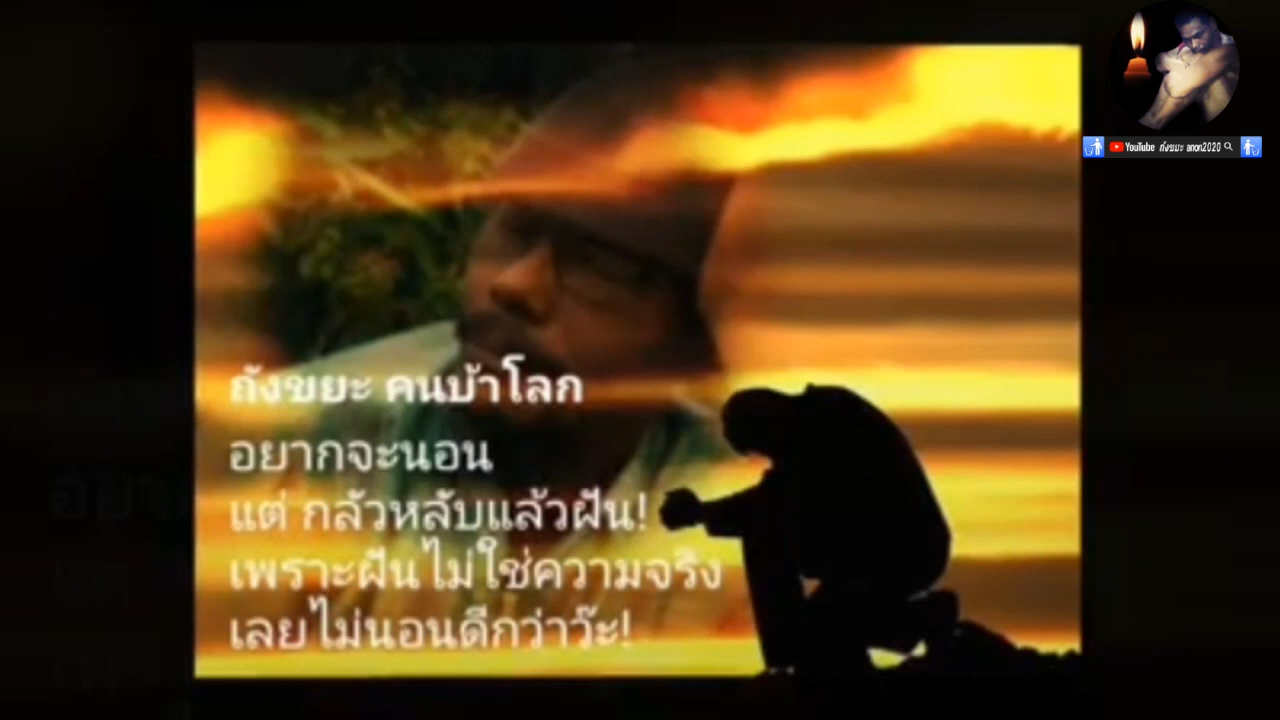 YouTube ถังขยะ anon2020
ถังขยะ คนบ้าโลก
อยากจะนอน
แต่ กลัวหลับแล้วฝัน!
เพราะฝันไม่ใช่ความจริง
เลยไม่นอนดีกว่าว๊ะ!